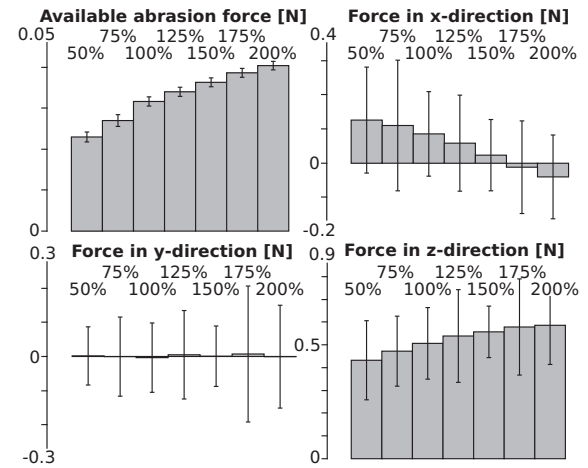 Available abrasion force [N]
0.05
75% 125% 175%
50% 100% 150% 200%
0
Force in x-direction [N]
0.4
75% 125% 175%
50% 100% 150% 200%
0
-0.2
Force in y-direction [N]
0.3
75% 125% 175%
50% 100% 150% 200%
0
-0.3
Force in z-direction [N]
0.9
75% 125% 175%
50% 100% 150% 200%
0.5
0